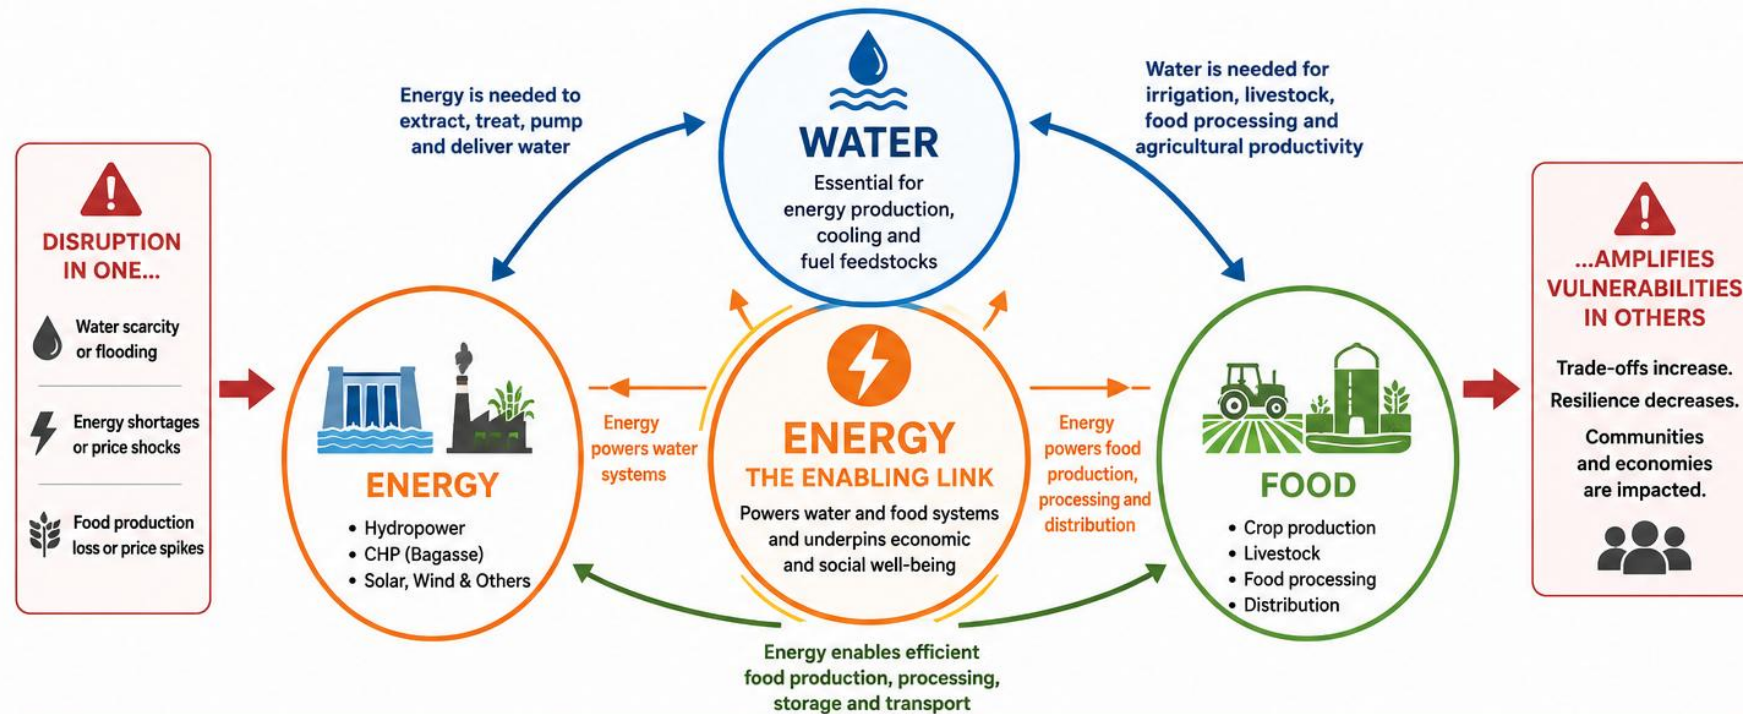 DISRUPTION
IN ONE...
Water scarcity
or flooding
Energy shortages
or price shocks
Food production
loss or price spikes
Energy is needed to
extract, treat, pump
and deliver water
WATER
Essential for
energy production,
cooling and
fuel feedstocks
Water is needed for
irrigation, livestock,
food processing and
agricultural productivity
ENERGY
• Hydropower
• CHP (Bagasse)
• Solar, Wind & Others
Energy
powers water
systems
ENERGY
THE ENABLING LINK
Powers water and food systems
and underpins economic
and social well-being
Energy
powers food
production,
processing and
distribution
FOOD
• Crop production
• Livestock
• Food processing
• Distribution
Energy enables efficient
food production, processing,
storage and transport
...AMPLIFIES
VULNERABILITIES
IN OTHERS
Trade-offs increase.
Resilience decreases.
Communities
and economies
are impacted.